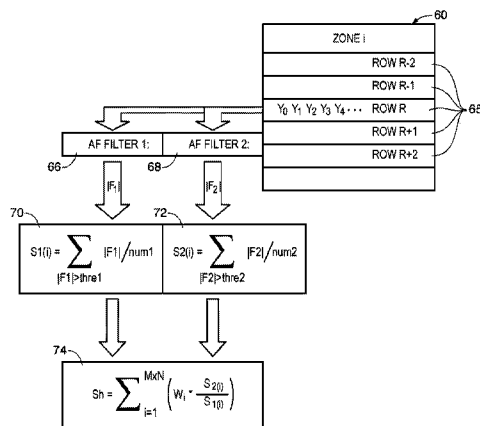 60
ZONE i
ROW R-2
ROW R-1
Y0 Y1 Y2 Y3 Y4 ••• ROW R
65
ROW R+1
ROW R+2
AF FILTER 1: AF FILTER 2:
66 68
|F1| |F2|
70 72
S1(i) = ∑ |F1|/num1
|F1|>thre1
S2(i) = ∑ |F2|/num2
|F2|>thre2
74
MxN
Sh = ∑ (Wi * S2(i)/S1(i))
i=1